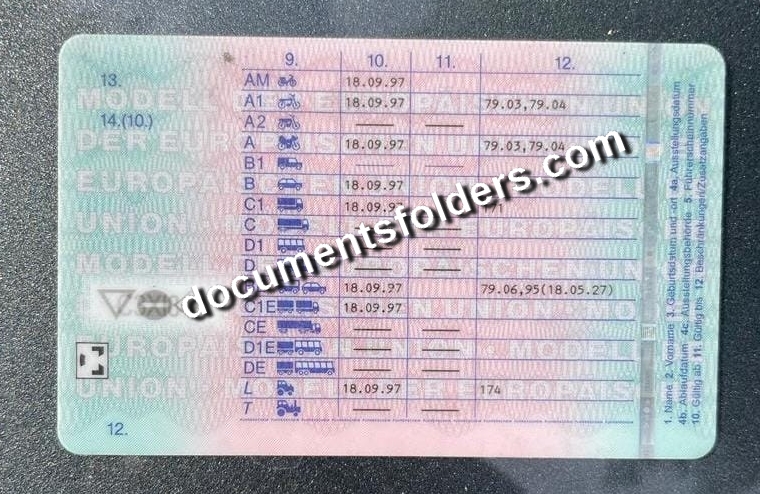 9. 10. 11. 12.
13.
14.(10.)
AM 18.09.97
A1 18.09.97 79.03,79.04
A2 —— ——
A 18.09.97 —— 79.03,79.04
B1 ——
B 18.09.97
C1 18.09.97 171
C ——
D1 —— ——
D ——
18.09.97 79.06,95(18.05.27)
C1E 18.09.97
CE —— ——
D1E —— ——
DE —— ——
L 18.09.97 —— 174
T —— ——
12.
documentsfolders.com
1. Name 2. Vorname 3. Geburtsdatum und -ort 4a. Ausstellungsdatum
4b. Ablaufdatum 4c. Ausstellungsbehörde 5. Führerscheinnummer
10. Gültig ab 11. Gültig bis 12. Beschränkungen/Zusatzangaben